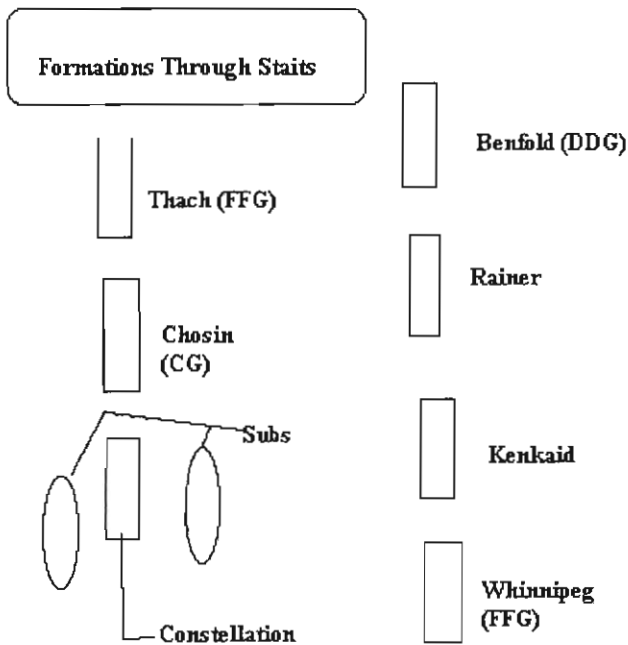 Formations Through Staits
Thach (FFG)
Chosin
(CG)
Subs
Constellation
Benfold (DDG)
Rainer
Kenkaid
Whinnipeg
(FFG)